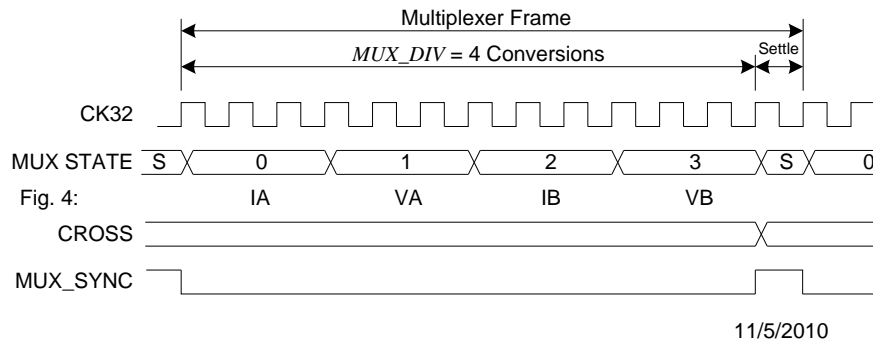 Multiplexer Frame
MUX_DIV = 4 Conversions
Settle
CK32
MUX STATE S 0 1 2 3 S 0
Fig. 4: IA VA IB VB
CROSS
MUX_SYNC
11/5/2010